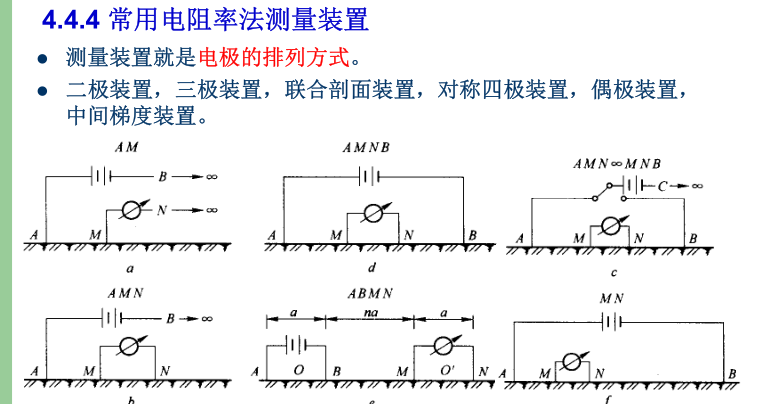 4.4.4 常用电阻率法测量装置
● 测量装置就是电极的排列方式。
● 二极装置，三极装置，联合剖面装置，对称四极装置，偶极装置，
中间梯度装置。
AM
B ∞
N ∞
A M
a
AMNB
A M N B
d
AMN∞MNB
C ∞
A M N B
c
AMN
B ∞
A M N
b
ABMN
a na a
A O B M O' N
e
MN
A M N B
f